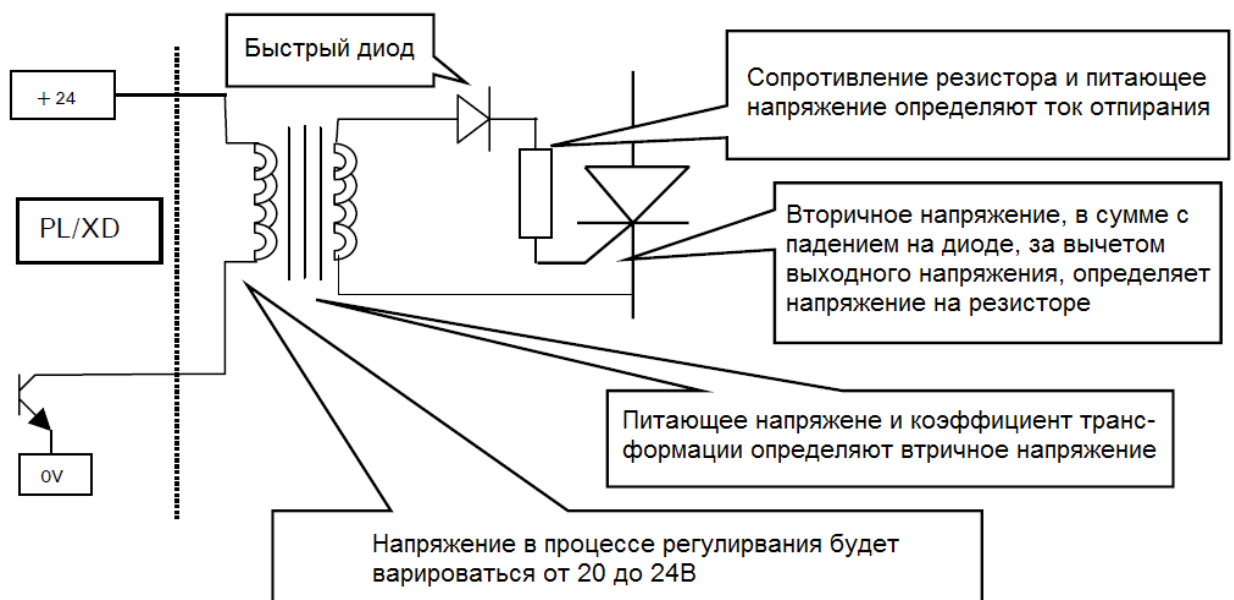 Быстрый диод
+ 24
Сопротивление резистора и питающее
напряжение определяют ток отпирания
PL/XD
Вторичное напряжение, в сумме с
падением на диоде, за вычетом
выходного напряжения, определяет
напряжение на резисторе
Питающее напряжене и коэффициент транс-
формации определяют втричное напряжение
0V
Напряжение в процессе регулирвания будет
варироваться от 20 до 24В